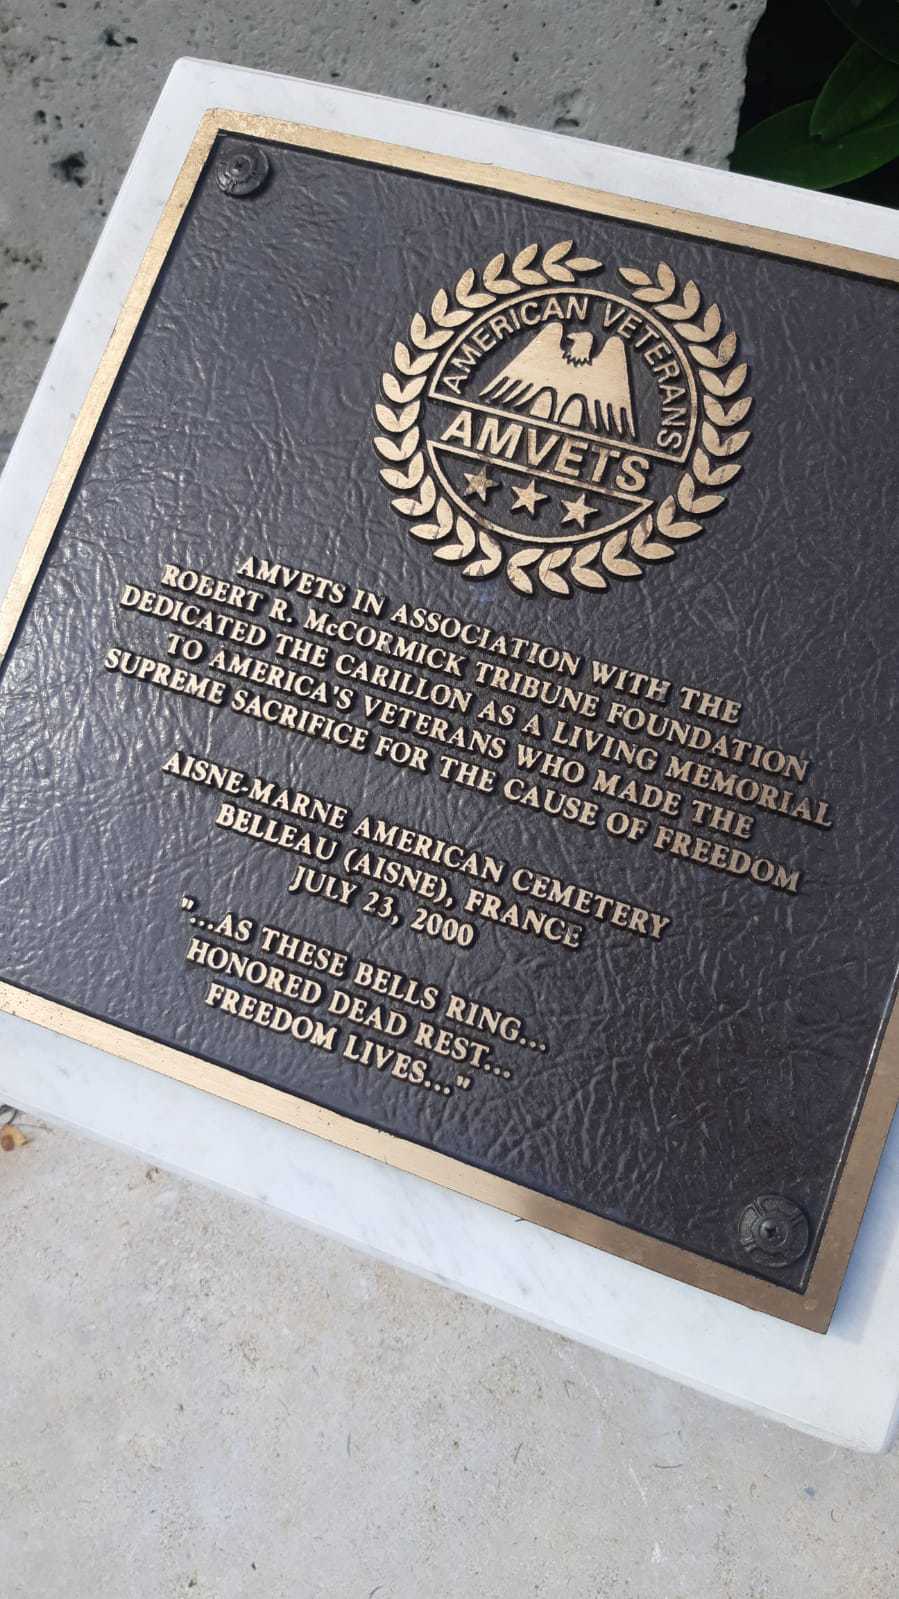 AMERICAN VETERANS
AMVETS
AMVETS IN ASSOCIATION WITH THE
ROBERT R. McCORMICK TRIBUNE FOUNDATION
DEDICATED THE CARILLON AS A LIVING MEMORIAL
TO AMERICA'S VETERANS WHO MADE THE
SUPREME SACRIFICE FOR THE CAUSE OF FREEDOM
AISNE-MARNE AMERICAN CEMETERY
BELLEAU (AISNE), FRANCE
JULY 23, 2000
"...AS THESE BELLS RING...
HONORED DEAD REST...
FREEDOM LIVES..."